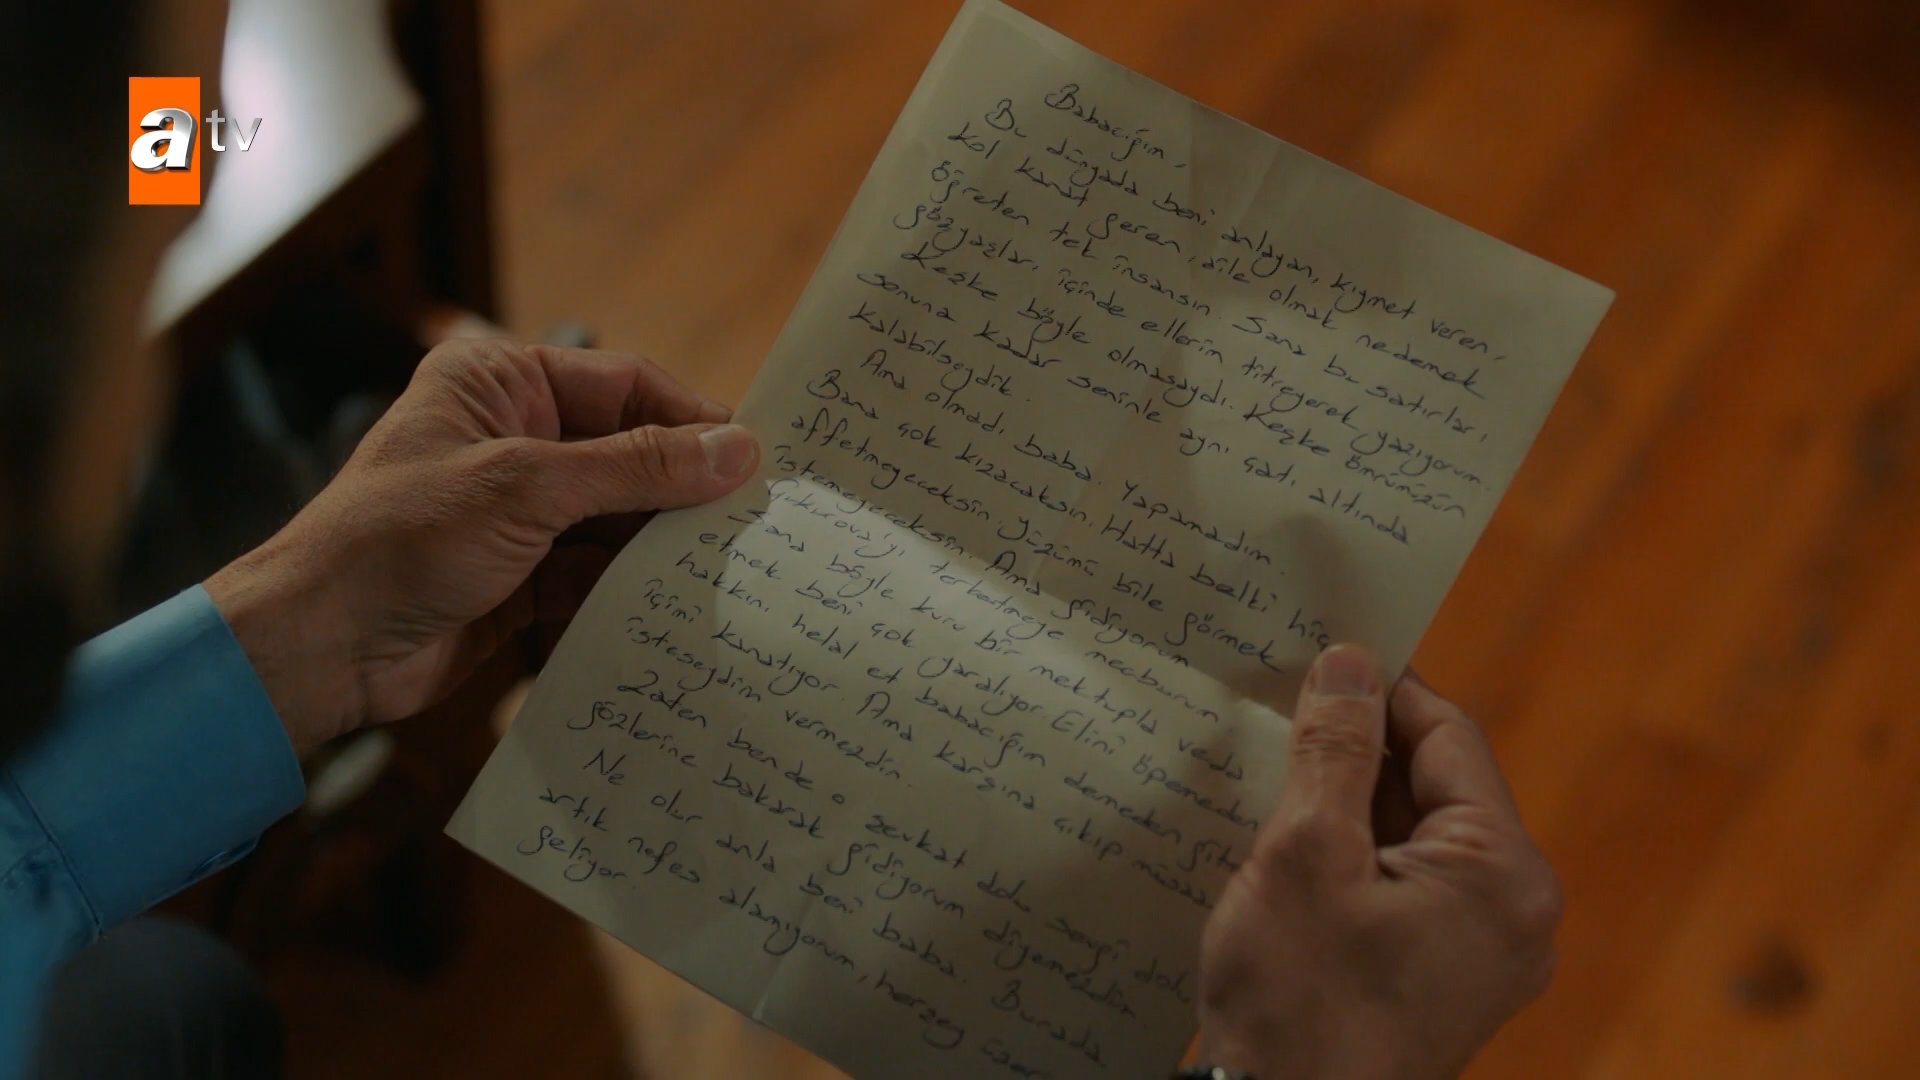 atv
Babacığım,
Bu dünyada beni anlayan, kıymet veren,
kol kanat geren, aile olmak ne demek
öğreten tek insansın. Sana bu satırları,
gözyaşları içinde ellerim titreyerek yazıyorum.
Keşke böyle olmasaydı. Keşke ömrümüzün
sonuna kadar seninle aynı çatı altında
kalabilseydik.
Ama olmadı baba. Yapamadım.
Bana çok kızacaksın. Hatta belki hiç
affetmeyeceksin. yüzümü bile görmek
istemeyeceksin. Ama gidiyorum
Çukurova'yı terketmeye mecburum
Sana böyle kuru bir mektupla veda
etmek beni çok yaralıyor. Elini öpmeden
hakkını helal et babacığım demeden
içimi kanatıyor. Ama karşına çıkıp
isteseydim vermezdin.
Zaten bende o şevkat dolu sevgi dolu
gözlerine bakarak gidiyorum diyemezdim.
Ne olur anla beni baba. Burada
artık nefes alamıyorum, herşey üzer
geliyor.